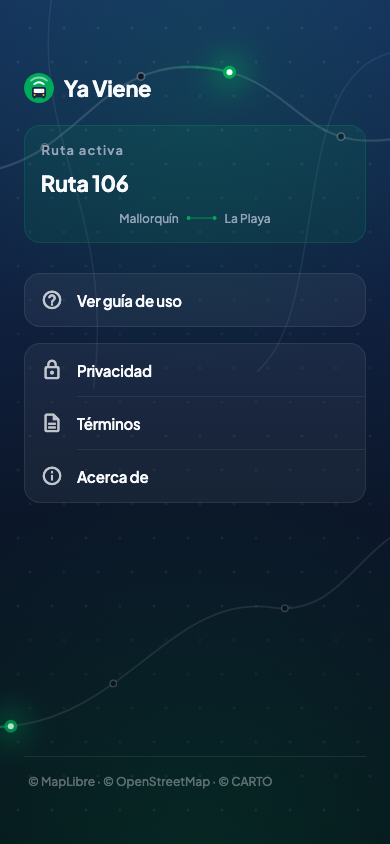 Ya Viene
Ruta activa
Ruta 106
Mallorquín La Playa
Ver guía de uso
Privacidad
Términos
Acerca de
© MapLibre · © OpenStreetMap · © CARTO